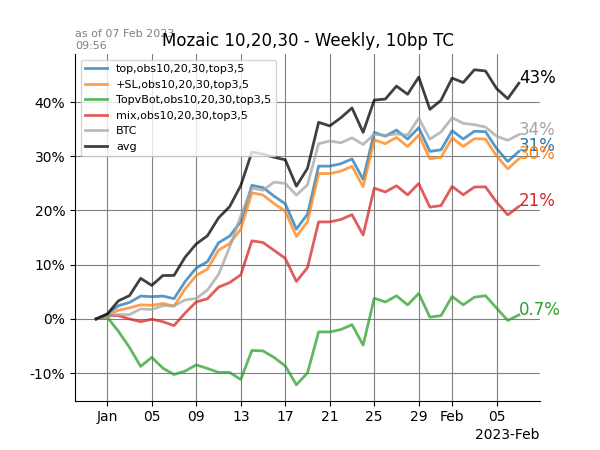 as of 07 Feb 2023
09:56
Mozaic 10,20,30 - Weekly, 10bp TC
top,obs10,20,30,top3,5
+SL,obs10,20,30,top3,5
TopvBot,obs10,20,30,top3,5
mix,obs10,20,30,top3,5
BTC
avg
43%
34%
31%
30%
21%
0.7%
40%
30%
20%
10%
0%
-10%
Jan 05 09 13 17 21 25 29 Feb 05
2023-Feb